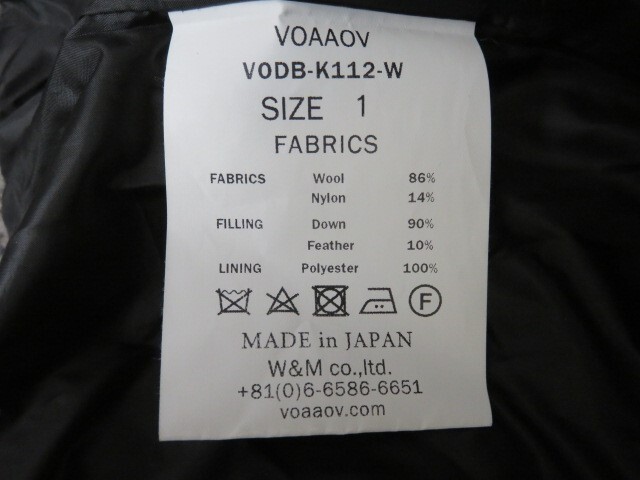 VOAAOV
VODB-K112-W
SIZE 1
FABRICS
FABRICS Wool 86%
Nylon 14%
FILLING Down 90%
Feather 10%
LINING Polyester 100%
F
MADE in JAPAN
W&M co.,ltd.
+81(0)6-6586-6651
voaaov.com